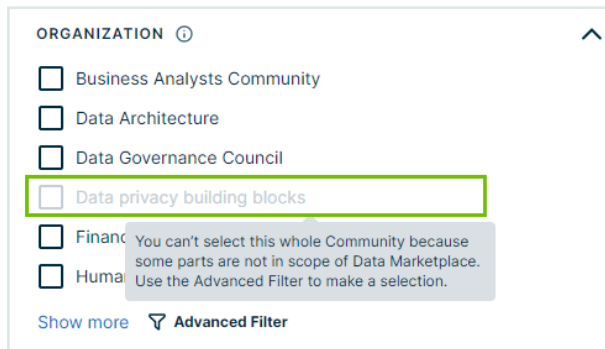 ORGANIZATION
Business Analysts Community
Data Architecture
Data Governance Council
Data privacy building blocks
Financ
You can't select this whole Community because
some parts are not in scope of Data Marketplace.
Use the Advanced Filter to make a selection.
Huma
Show more Advanced Filter